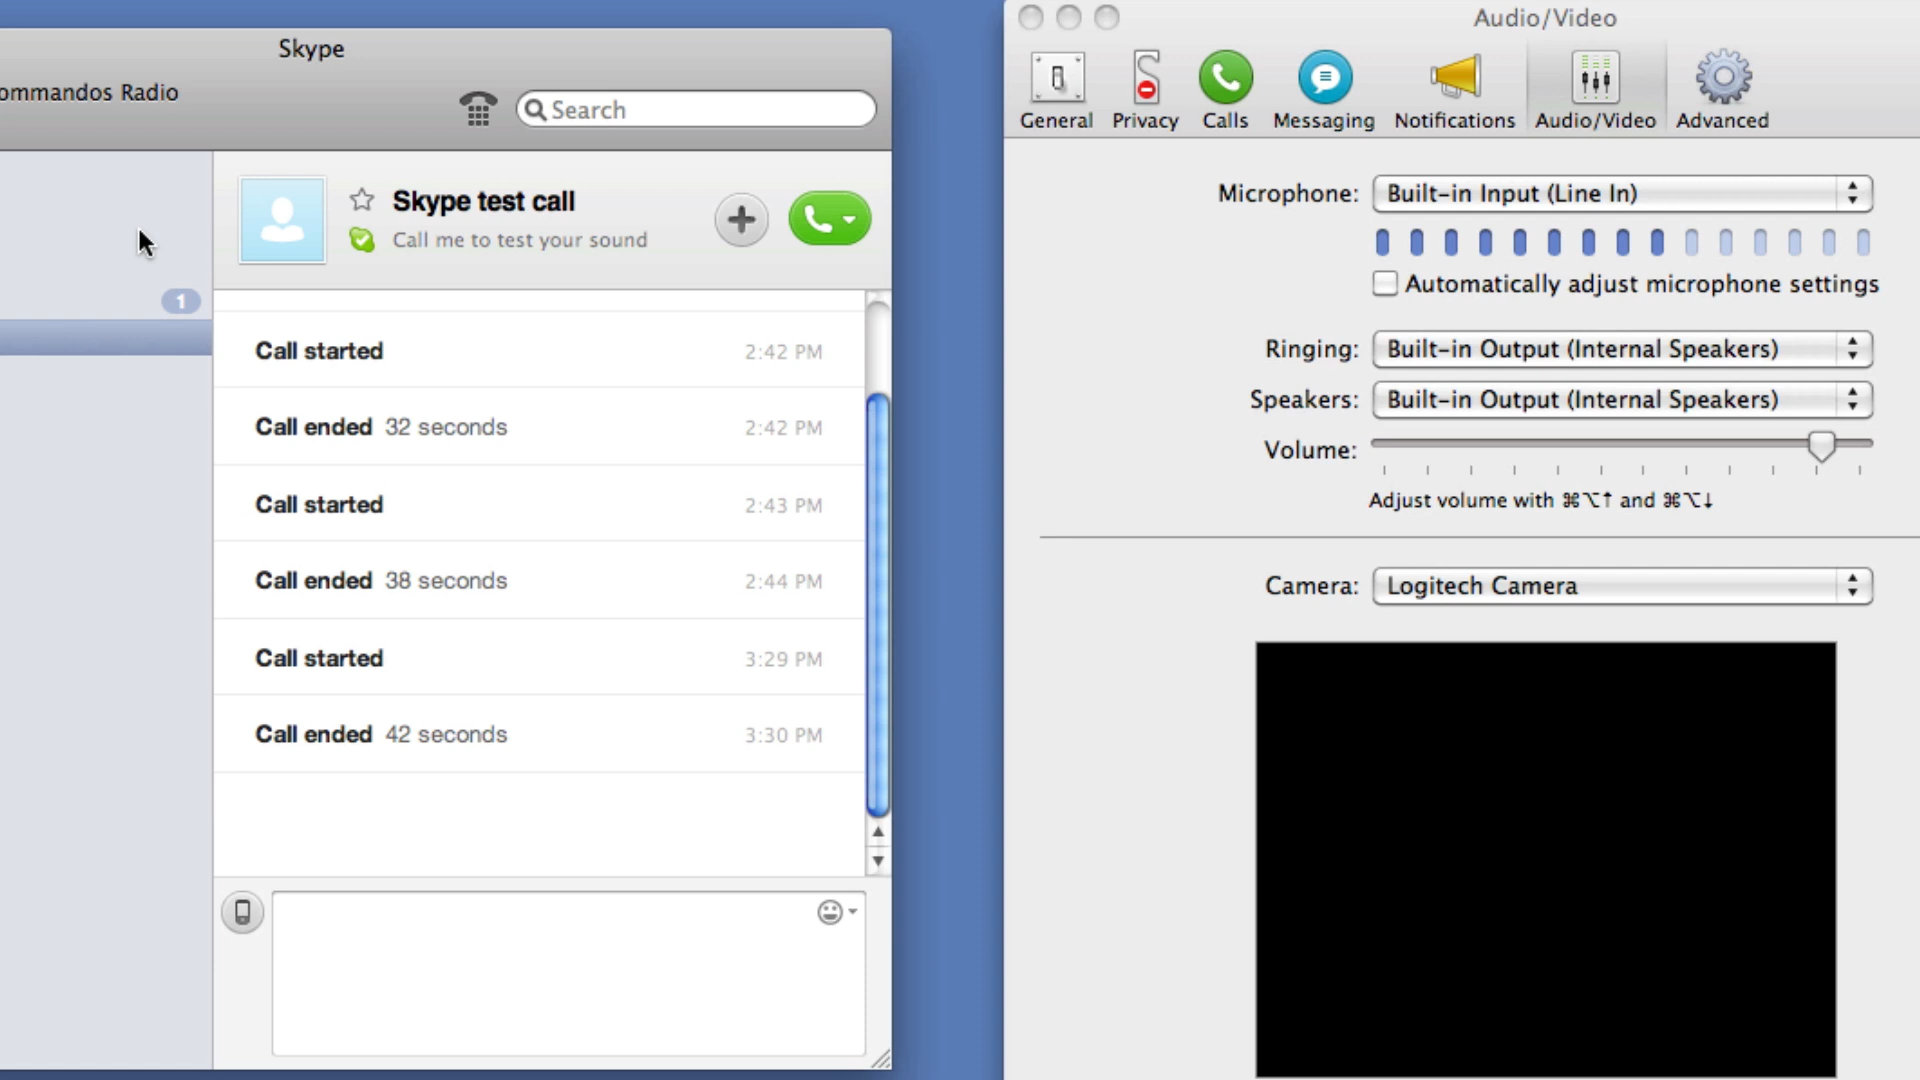 Skype
ommandos Radio
Search
Skype test call
Call me to test your sound
1
Call started 2:42 PM
Call ended 32 seconds 2:42 PM
Call started 2:43 PM
Call ended 38 seconds 2:44 PM
Call started 3:29 PM
Call ended 42 seconds 3:30 PM
Audio/Video
General Privacy Calls Messaging Notifications Audio/Video Advanced
Microphone: Built-in Input (Line In)
Automatically adjust microphone settings
Ringing: Built-in Output (Internal Speakers)
Speakers: Built-in Output (Internal Speakers)
Volume:
Adjust volume with ⌘⌥↑ and ⌘⌥↓
Camera: Logitech Camera